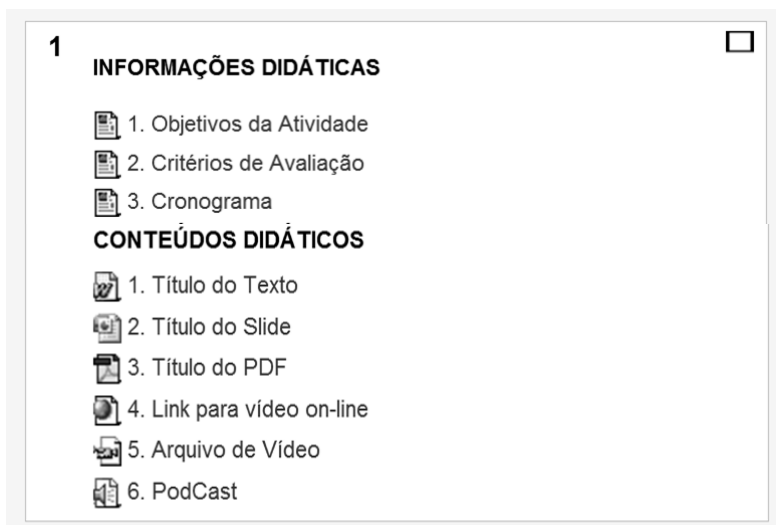 1
INFORMAÇÕES DIDÁTICAS
1. Objetivos da Atividade
2. Critérios de Avaliação
3. Cronograma
CONTEÚDOS DIDÁTICOS
1. Título do Texto
2. Título do Slide
3. Título do PDF
4. Link para vídeo on-line
5. Arquivo de Vídeo
6. PodCast